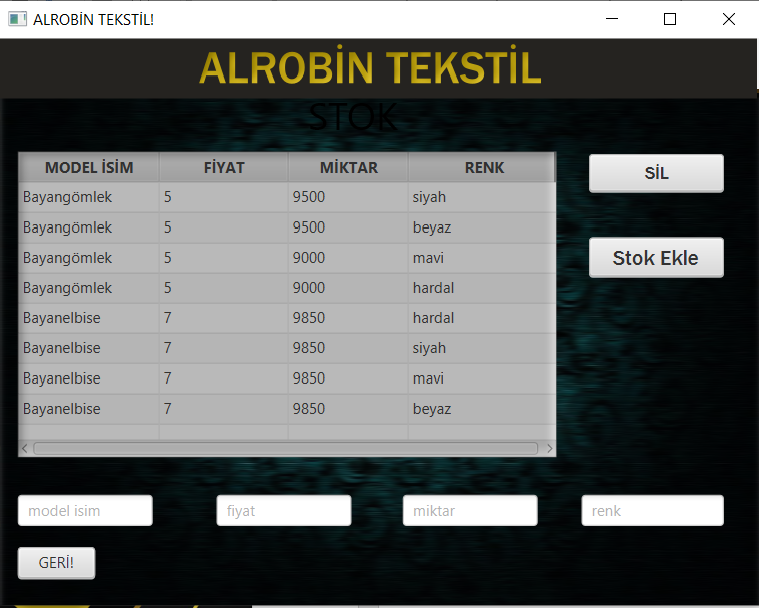 ALROBİN TEKSTİL!
ALROBİN TEKSTİL
STOK
MODEL İSİM FİYAT MİKTAR RENK
Bayangömlek 5 9500 siyah
Bayangömlek 5 9500 beyaz
Bayangömlek 5 9000 mavi
Bayangömlek 5 9000 hardal
Bayanelbise 7 9850 hardal
Bayanelbise 7 9850 siyah
Bayanelbise 7 9850 mavi
Bayanelbise 7 9850 beyaz
SİL
Stok Ekle
model isim fiyat miktar renk
GERİ!